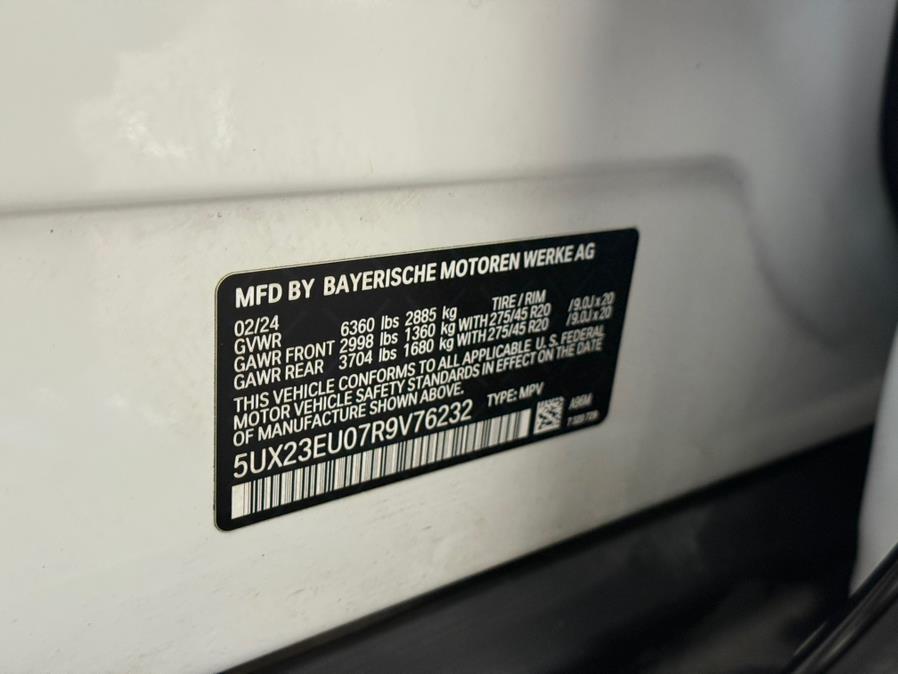 MFD BY BAYERISCHE MOTOREN WERKE AG
02/24 TIRE / RIM
GVWR 6360 lbs 2885 kg
GAWR FRONT 2998 lbs 1360 kg WITH 275/45 R20 / 9.0J x 20
GAWR REAR 3704 lbs 1680 kg WITH 275/45 R20 / 9.0J x 20
THIS VEHICLE CONFORMS TO ALL APPLICABLE U. S. FEDERAL
MOTOR VEHICLE SAFETY STANDARDS IN EFFECT ON THE DATE
OF MANUFACTURE SHOWN ABOVE.
5UX23EU07R9V76232 TYPE: MPV A96M